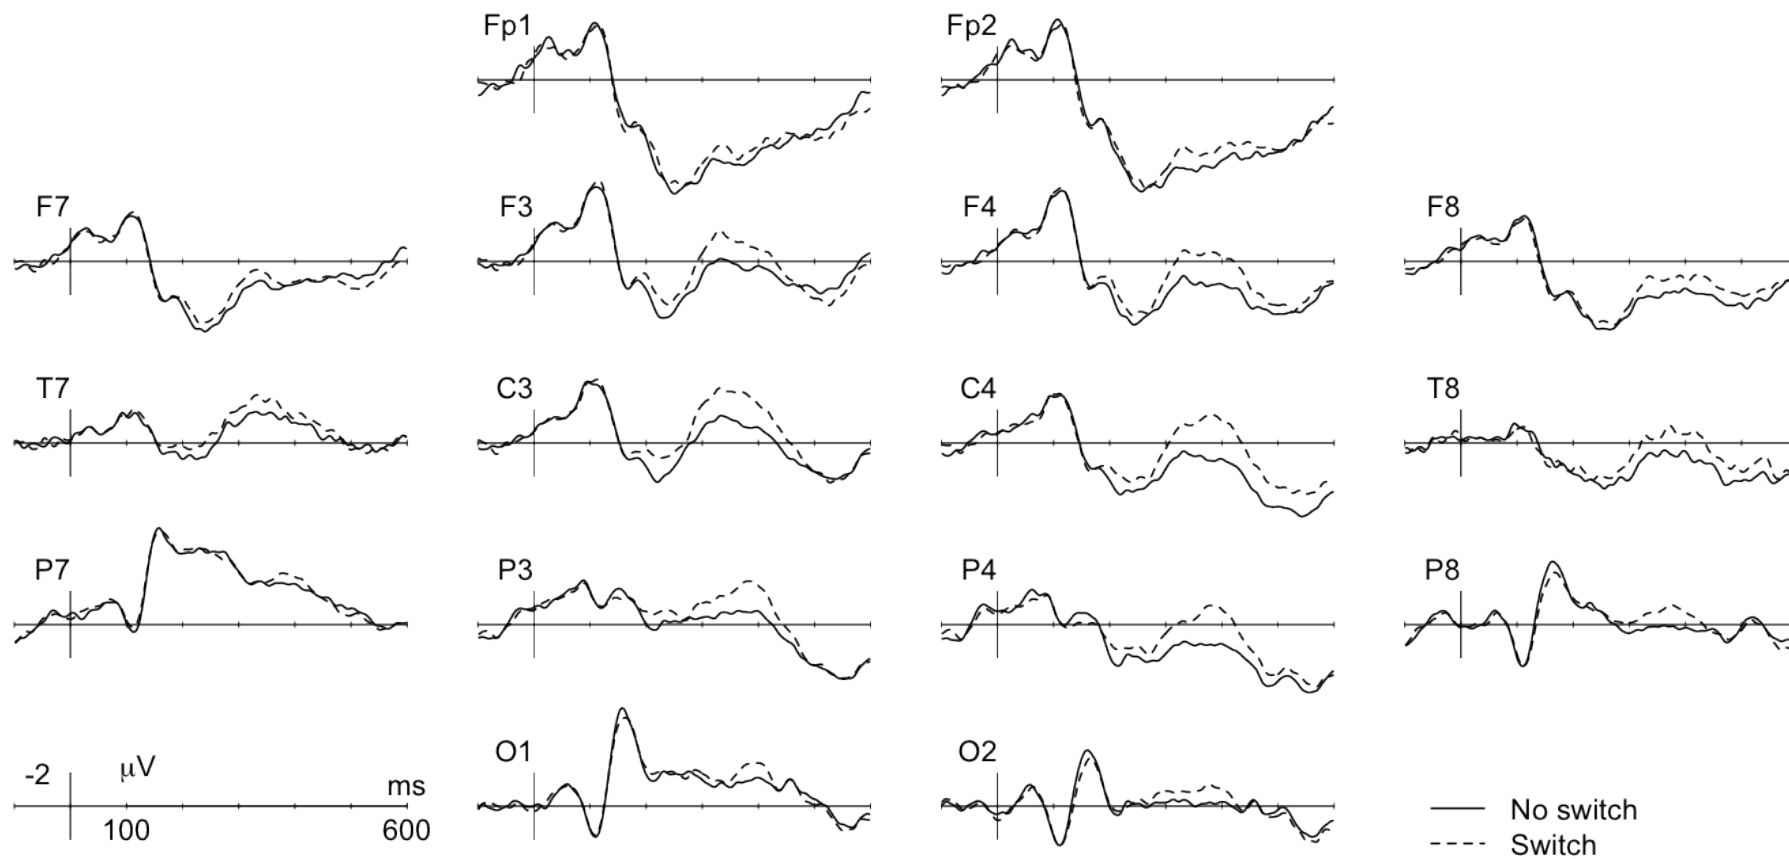 Fp1 Fp2
F7 F3 F4 F8
T7 C3 C4 T8
P7 P3 P4 P8
O1 O2
-2 μV ms
100 600
No switch
Switch